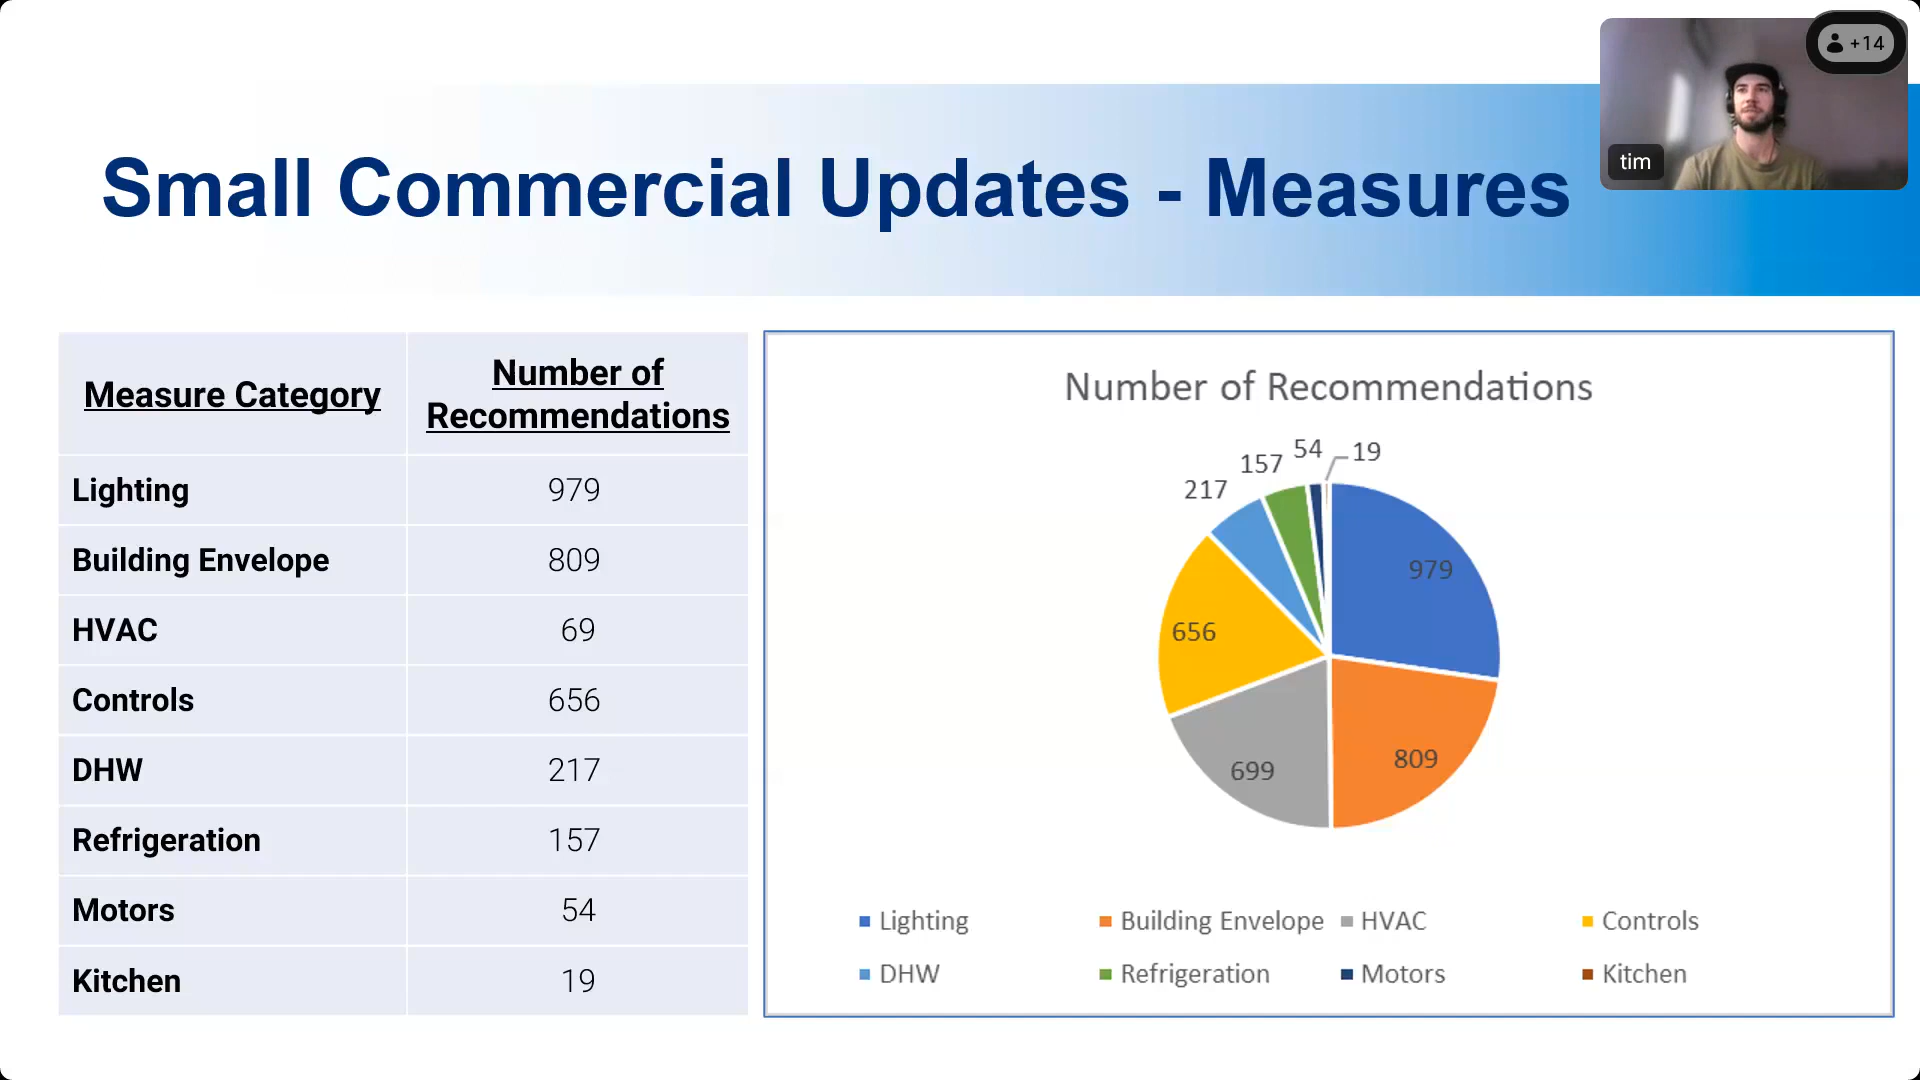 +14
tim
Small Commercial Updates - Measures
Measure Category
Number of
Recommendations
Lighting 979
Building Envelope 809
HVAC 69
Controls 656
DHW 217
Refrigeration 157
Motors 54
Kitchen 19
Number of Recommendations
54 19
157
217
979
656
809
699
Lighting Building Envelope HVAC Controls
DHW Refrigeration Motors Kitchen